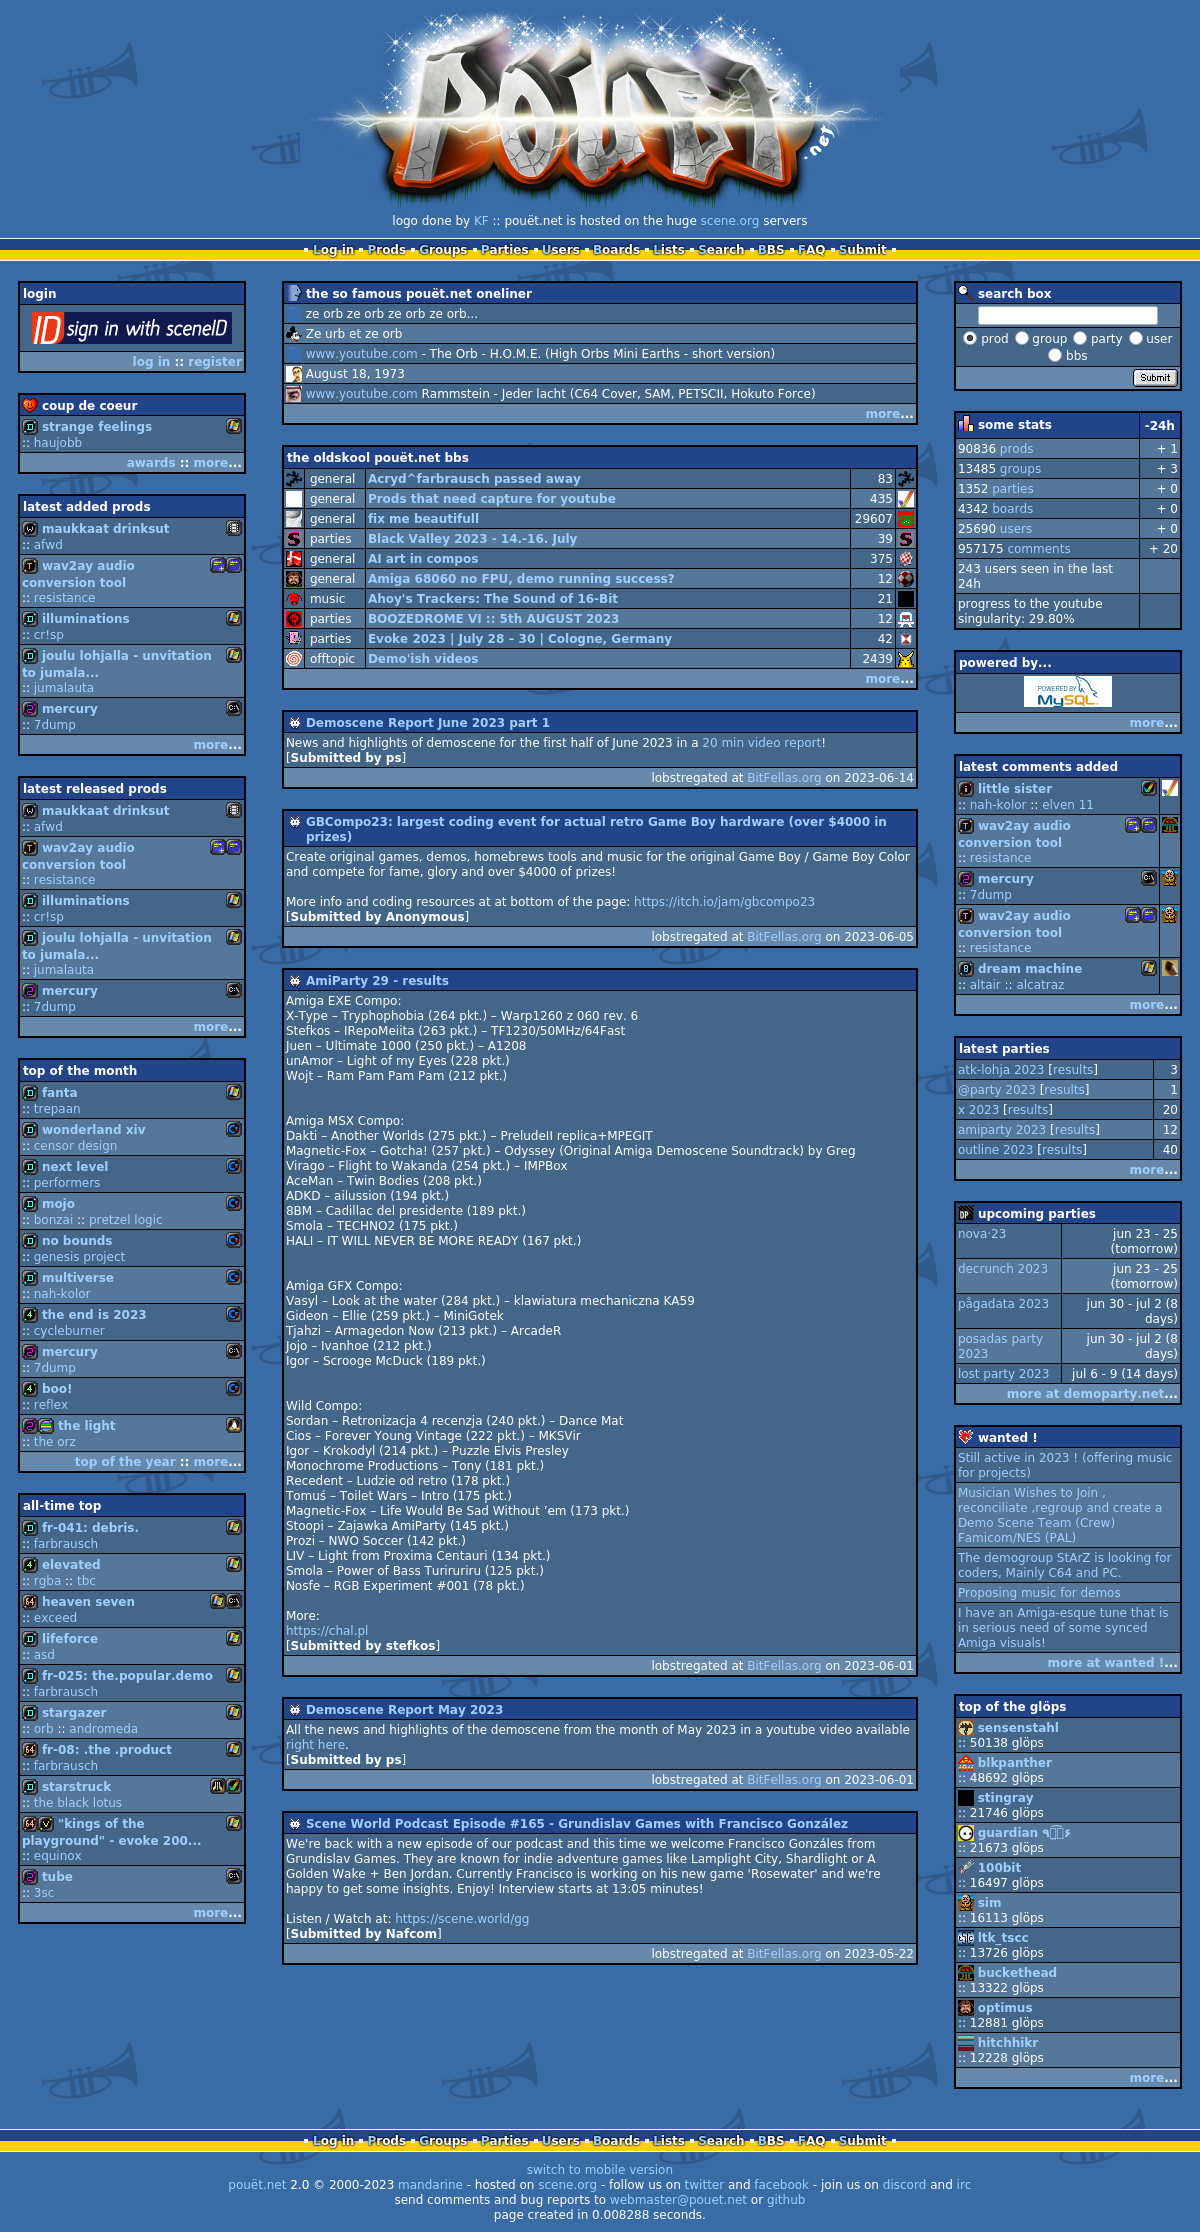 POUET
.net
KF
logo done by KF :: pouët.net is hosted on the huge scene.org servers
Log in Prods Groups Parties Users Boards Lists Search BBS FAQ Submit
login
ID sign in with sceneID
log in :: register
coup de coeur
strange feelings
:: haujobb
awards :: more...
latest added prods
maukkaat drinksut
:: afwd
wav2ay audio
conversion tool
:: resistance
illuminations
:: cr!sp
joulu lohjalla - unvitation
to jumala...
:: jumalauta
mercury
:: 7dump
more...
latest released prods
maukkaat drinksut
:: afwd
wav2ay audio
conversion tool
:: resistance
illuminations
:: cr!sp
joulu lohjalla - unvitation
to jumala...
:: jumalauta
mercury
:: 7dump
more...
top of the month
fanta
:: trepaan
wonderland xiv
:: censor design
next level
:: performers
mojo
:: bonzai :: pretzel logic
no bounds
:: genesis project
multiverse
:: nah-kolor
the end is 2023
:: cycleburner
mercury
:: 7dump
boo!
:: reflex
the light
:: the orz
top of the year :: more...
all-time top
fr-041: debris.
:: farbrausch
elevated
:: rgba :: tbc
heaven seven
:: exceed
lifeforce
:: asd
fr-025: the.popular.demo
:: farbrausch
stargazer
:: orb :: andromeda
fr-08: .the .product
:: farbrausch
starstruck
:: the black lotus
"kings of the
playground" - evoke 200...
:: equinox
tube
:: 3sc
more...
the so famous pouët.net oneliner
ze orb ze orb ze orb ze orb...
Ze urb et ze orb
www.youtube.com - The Orb - H.O.M.E. (High Orbs Mini Earths - short version)
August 18, 1973
www.youtube.com Rammstein - Jeder lacht (C64 Cover, SAM, PETSCII, Hokuto Force)
more...
the oldskool pouët.net bbs
general Acryd^farbrausch passed away 83
general Prods that need capture for youtube 435
general fix me beautifull 29607
parties Black Valley 2023 - 14.-16. July 39
general AI art in compos 375
general Amiga 68060 no FPU, demo running success? 12
music Ahoy's Trackers: The Sound of 16-Bit 21
parties BOOZEDROME VI :: 5th AUGUST 2023 12
parties Evoke 2023 | July 28 – 30 | Cologne, Germany 42
offtopic Demo'ish videos 2439
more...
Demoscene Report June 2023 part 1
News and highlights of demoscene for the first half of June 2023 in a 20 min video report!
[Submitted by ps]
lobstregated at BitFellas.org on 2023-06-14
GBCompo23: largest coding event for actual retro Game Boy hardware (over $4000 in
prizes)
Create original games, demos, homebrews tools and music for the original Game Boy / Game Boy Color
and compete for fame, glory and over $4000 of prizes!
More info and coding resources at at bottom of the page: https://itch.io/jam/gbcompo23
[Submitted by Anonymous]
lobstregated at BitFellas.org on 2023-06-05
AmiParty 29 - results
Amiga EXE Compo:
X-Type – Tryphophobia (264 pkt.) – Warp1260 z 060 rev. 6
Stefkos – IRepoMeiita (263 pkt.) – TF1230/50MHz/64Fast
Juen – Ultimate 1000 (250 pkt.) – A1208
unAmor – Light of my Eyes (228 pkt.)
Wojt – Ram Pam Pam Pam (212 pkt.)
Amiga MSX Compo:
Dakti – Another Worlds (275 pkt.) – PreludeII replica+MPEGIT
Magnetic-Fox – Gotcha! (257 pkt.) – Odyssey (Original Amiga Demoscene Soundtrack) by Greg
Virago – Flight to Wakanda (254 pkt.) – IMPBox
AceMan – Twin Bodies (208 pkt.)
ADKD – ailussion (194 pkt.)
8BM – Cadillac del presidente (189 pkt.)
Smola – TECHNO2 (175 pkt.)
HALI – IT WILL NEVER BE MORE READY (167 pkt.)
Amiga GFX Compo:
Vasyl – Look at the water (284 pkt.) – klawiatura mechaniczna KA59
Gideon – Ellie (259 pkt.) – MiniGotek
Tjahzi – Armagedon Now (213 pkt.) – ArcadeR
Jojo – Ivanhoe (212 pkt.)
Igor – Scrooge McDuck (189 pkt.)
Wild Compo:
Sordan – Retronizacja 4 recenzja (240 pkt.) – Dance Mat
Cios – Forever Young Vintage (222 pkt.) – MKSVir
Igor – Krokodyl (214 pkt.) – Puzzle Elvis Presley
Monochrome Productions – Tony (181 pkt.)
Recedent – Ludzie od retro (178 pkt.)
Tomuś – Toilet Wars – Intro (175 pkt.)
Magnetic-Fox – Life Would Be Sad Without ’em (173 pkt.)
Stoopi – Zajawka AmiParty (145 pkt.)
Prozi – NWO Soccer (142 pkt.)
LIV – Light from Proxima Centauri (134 pkt.)
Smola – Power of Bass Turiruriru (125 pkt.)
Nosfe – RGB Experiment #001 (78 pkt.)
More:
https://chal.pl
[Submitted by stefkos]
lobstregated at BitFellas.org on 2023-06-01
Demoscene Report May 2023
All the news and highlights of the demoscene from the month of May 2023 in a youtube video available
right here.
[Submitted by ps]
lobstregated at BitFellas.org on 2023-06-01
Scene World Podcast Episode #165 - Grundislav Games with Francisco González
We're back with a new episode of our podcast and this time we welcome Francisco Gonzáles from
Grundislav Games. They are known for indie adventure games like Lamplight City, Shardlight or A
Golden Wake + Ben Jordan. Currently Francisco is working on his new game 'Rosewater' and we're
happy to get some insights. Enjoy! Interview starts at 13:05 minutes!
Listen / Watch at: https://scene.world/gg
[Submitted by Nafcom]
lobstregated at BitFellas.org on 2023-05-22
search box
prod group party user
bbs
Submit
some stats -24h
90836 prods + 1
13485 groups + 3
1352 parties + 0
4342 boards + 0
25690 users + 0
957175 comments + 20
243 users seen in the last
24h
progress to the youtube
singularity: 29.80%
powered by...
POWERED BY
MySQL
more...
latest comments added
little sister
:: nah-kolor :: elven 11
wav2ay audio
conversion tool
:: resistance
mercury
:: 7dump
wav2ay audio
conversion tool
:: resistance
dream machine
:: altair :: alcatraz
more...
latest parties
atk-lohja 2023 [results] 3
@party 2023 [results] 1
x 2023 [results] 20
amiparty 2023 [results] 12
outline 2023 [results] 40
more...
upcoming parties
nova·23 jun 23 - 25
(tomorrow)
decrunch 2023 jun 23 - 25
(tomorrow)
pågadata 2023 jun 30 - jul 2 (8
days)
posadas party jun 30 - jul 2 (8
2023 days)
lost party 2023 jul 6 - 9 (14 days)
more at demoparty.net...
wanted !
Still active in 2023 ! (offering music
for projects)
Musician Wishes to Join ,
reconciliate ,regroup and create a
Demo Scene Team (Crew)
Famicom/NES (PAL)
The demogroup StArZ is looking for
coders, Mainly C64 and PC.
Proposing music for demos
I have an Amiga-esque tune that is
in serious need of some synced
Amiga visuals!
more at wanted !...
top of the glöps
sensenstahl
:: 50138 glöps
blkpanther
:: 48692 glöps
stingray
:: 21746 glöps
guardian
:: 21673 glöps
100bit
:: 16497 glöps
sim
:: 16113 glöps
ltk_tscc
:: 13726 glöps
buckethead
:: 13322 glöps
optimus
:: 12881 glöps
hitchhikr
:: 12228 glöps
more...
Log in Prods Groups Parties Users Boards Lists Search BBS FAQ Submit
switch to mobile version
pouët.net 2.0 © 2000-2023 mandarine - hosted on scene.org - follow us on twitter and facebook - join us on discord and irc
send comments and bug reports to webmaster@pouet.net or github
page created in 0.008288 seconds.